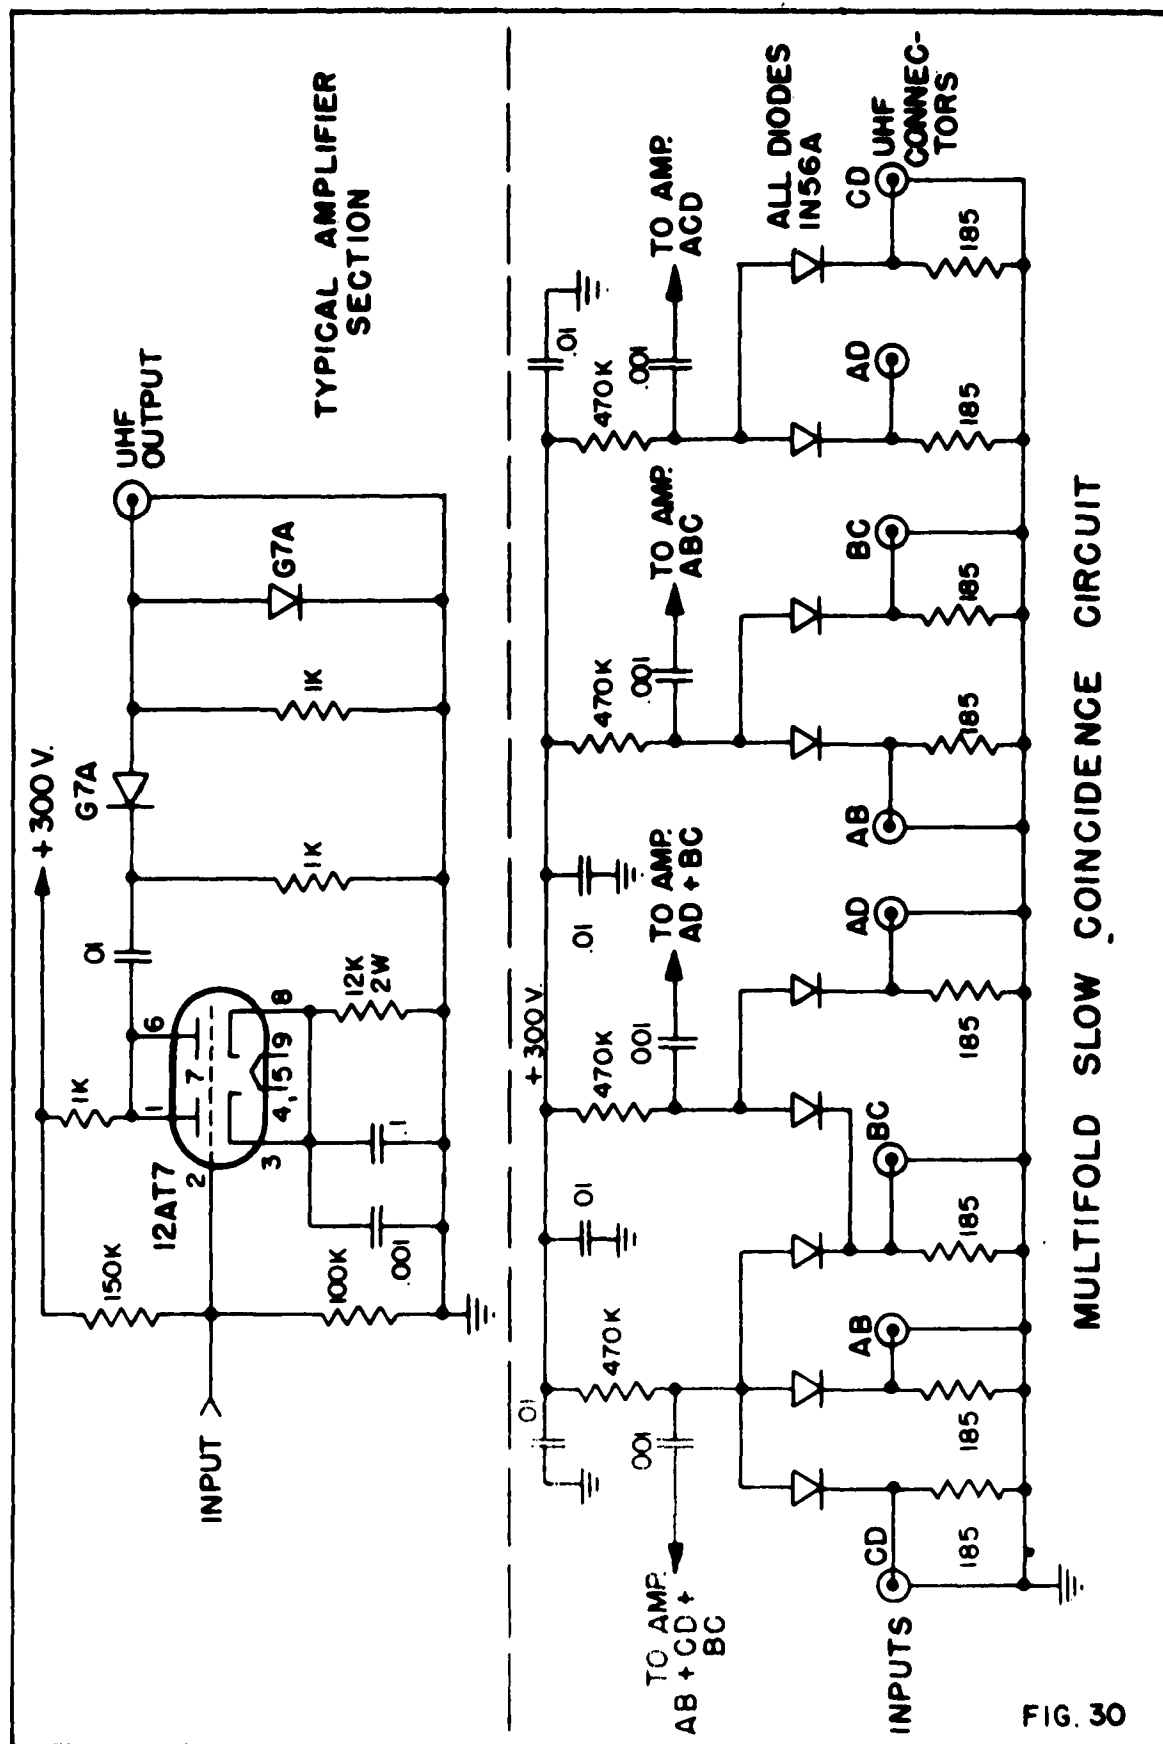 +300 V.
UHF
OUTPUT
G7A
150K
1K
.01
12AT7
1
6
7
2
G7A
1K
1K
INPUT
3
4,5
9
8
12K
2W
100K
.001
.1
TYPICAL AMPLIFIER
SECTION
+300V.
.01
.01
.01
.01
470K
470K
470K
470K
.001
.001
.001
.001
TO AMP.
AB + CD +
BC
TO AMP.
AD + BC
TO AMP.
ABC
TO AMP.
ACD
ALL DIODES
IN56A
INPUTS
CD
AB
BC
AD
AB
BC
AD
CD
UHF
CONNEC-
TORS
185
185
185
185
185
185
185
185
MULTIFOLD SLOW COINCIDENCE CIRCUIT
FIG. 30